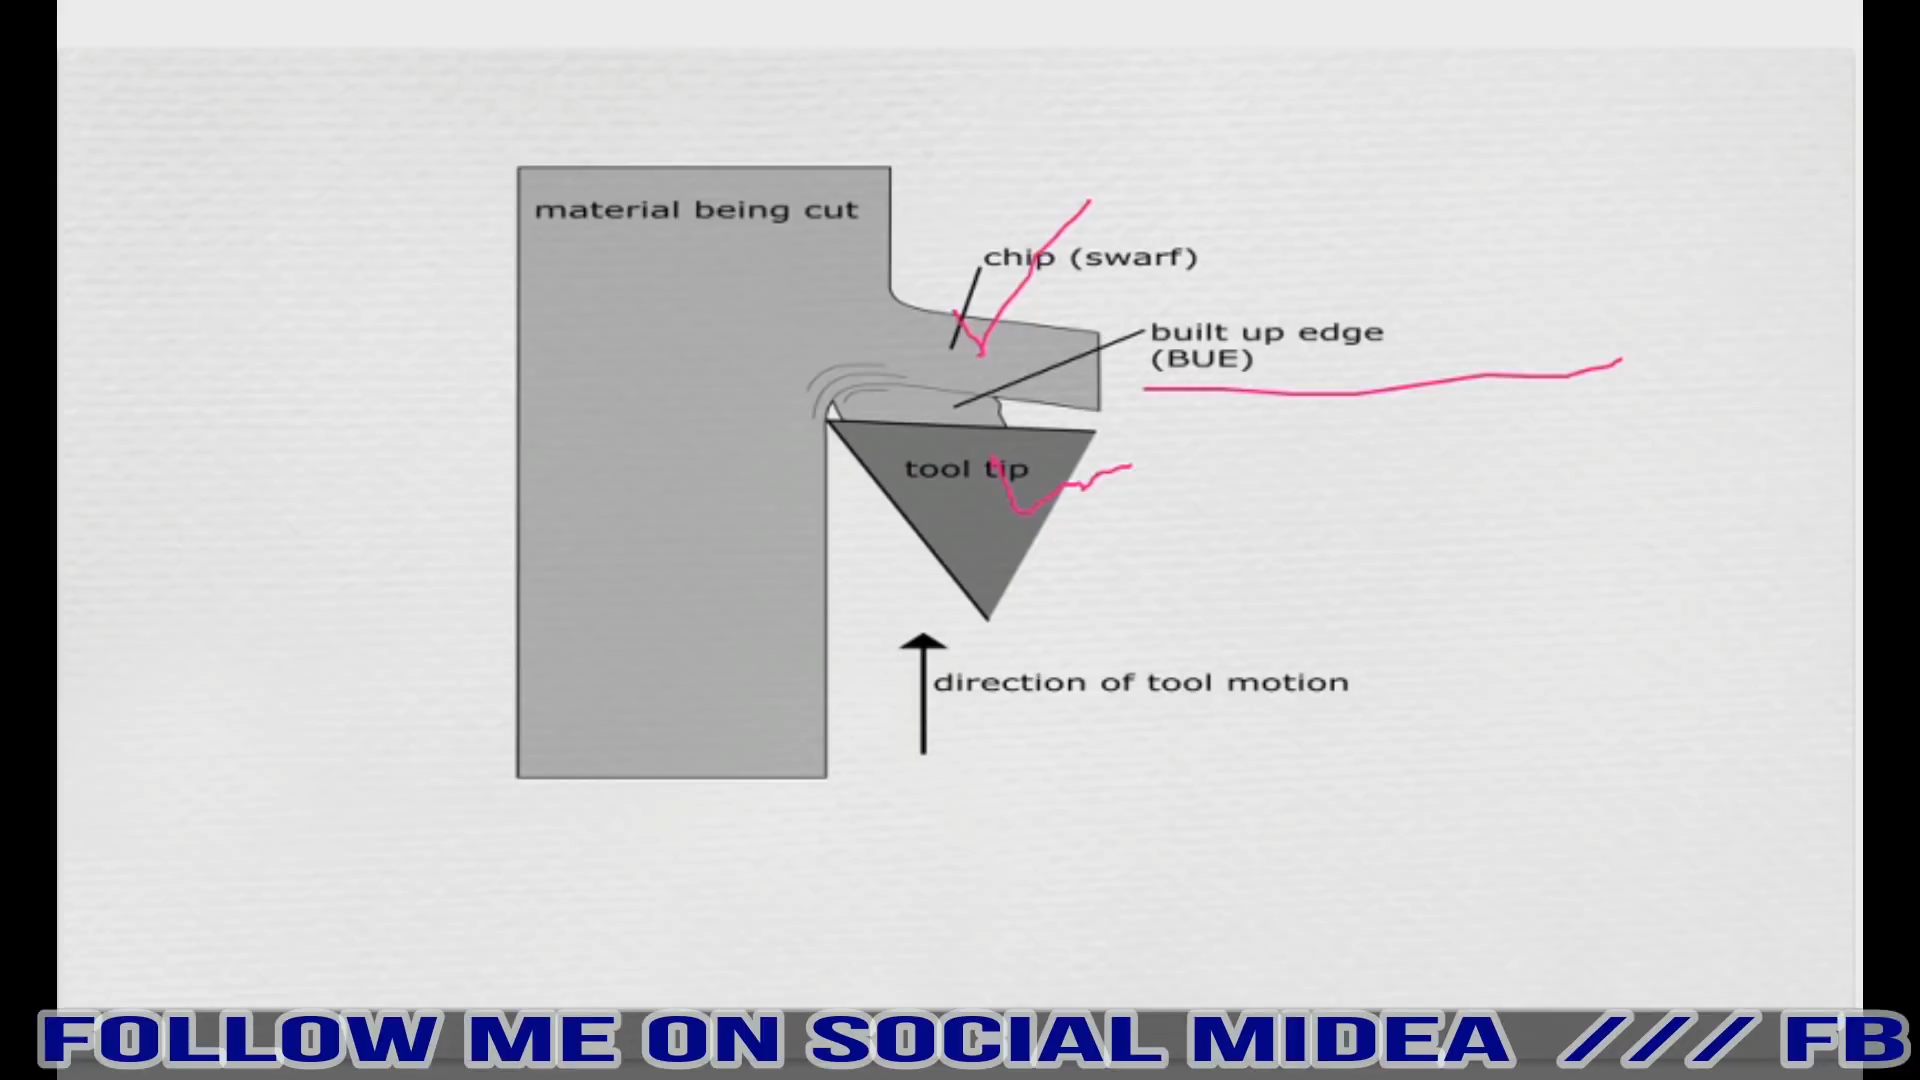 material being cut
chip (swarf)
built up edge
(BUE)
tool tip
direction of tool motion
FOLLOW ME ON SOCIAL MIDEA /// FB